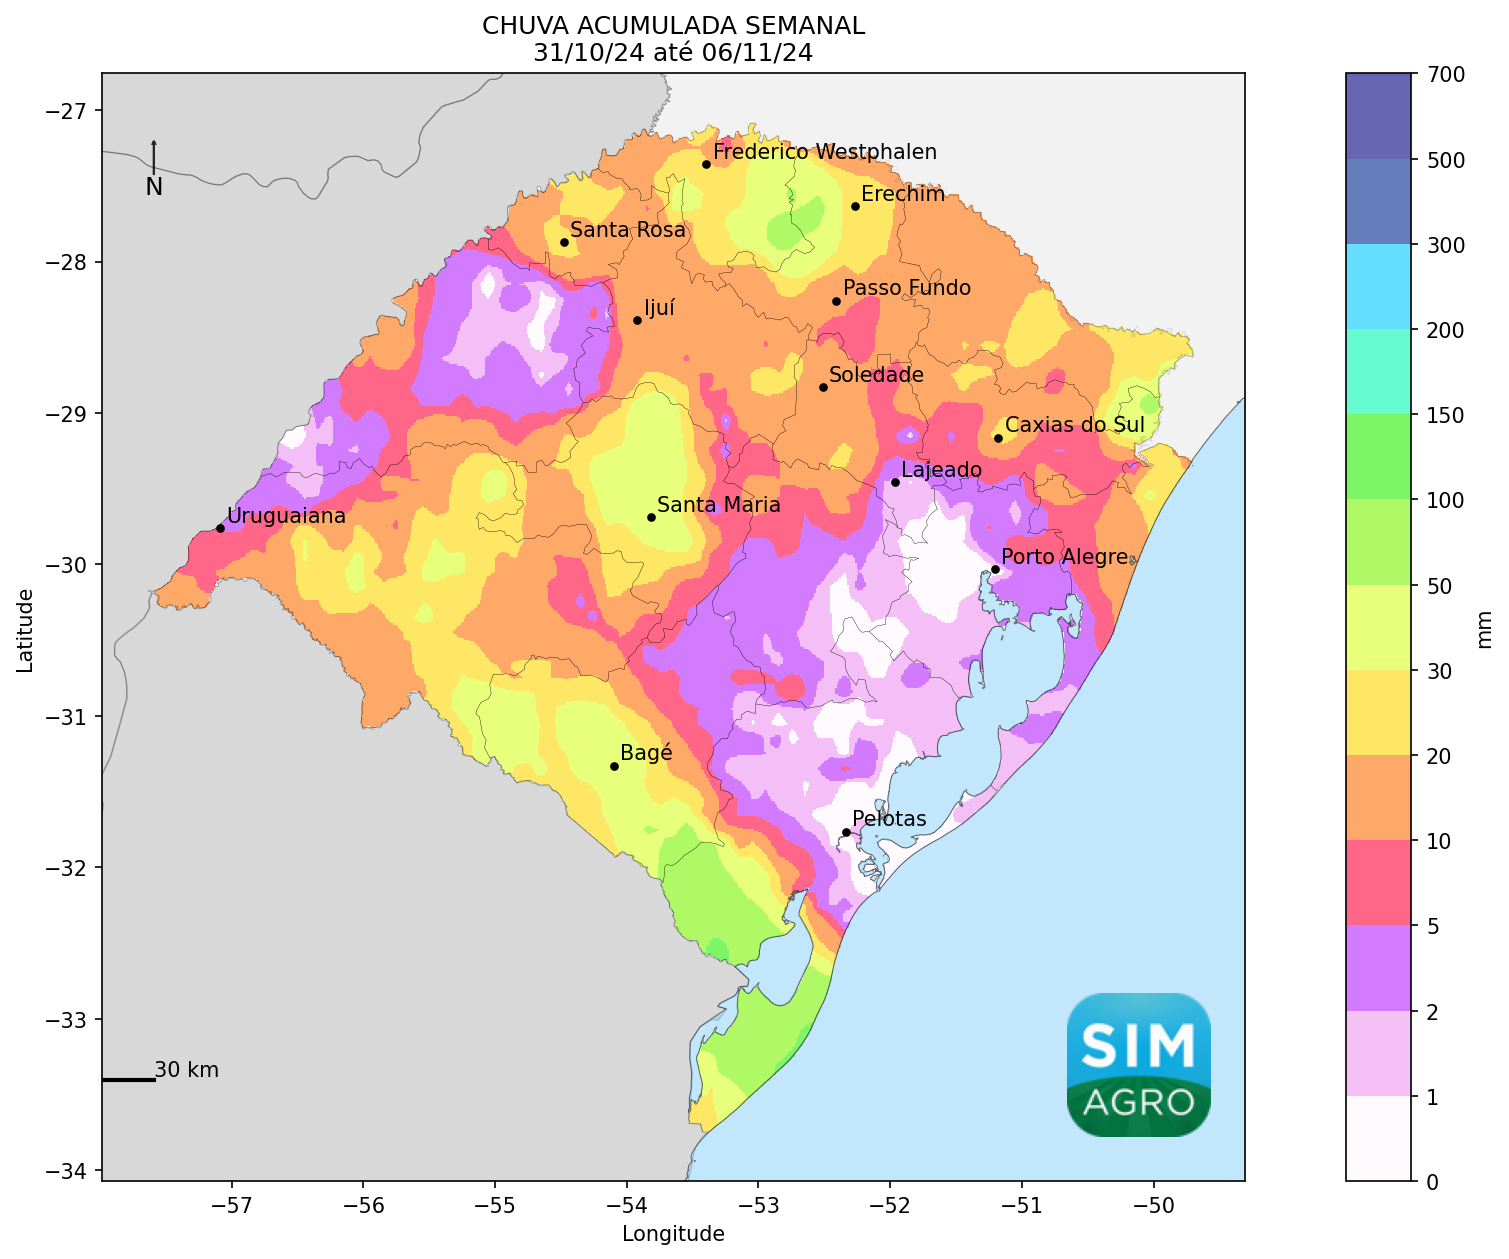 CHUVA ACUMULADA SEMANAL
31/10/24 até 06/11/24
−27
−28
−29
−30
−31
−32
−33
−34
Latitude
N
Frederico Westphalen
Erechim
Santa Rosa
Passo Fundo
Ijuí
Soledade
Caxias do Sul
Lajeado
Santa Maria
Uruguaiana
Porto Alegre
Bagé
Pelotas
30 km
SIM
AGRO
−57
−56
−55
−54
−53
−52
−51
−50
Longitude
700
500
300
200
150
100
50
30
20
10
5
2
1
0
mm